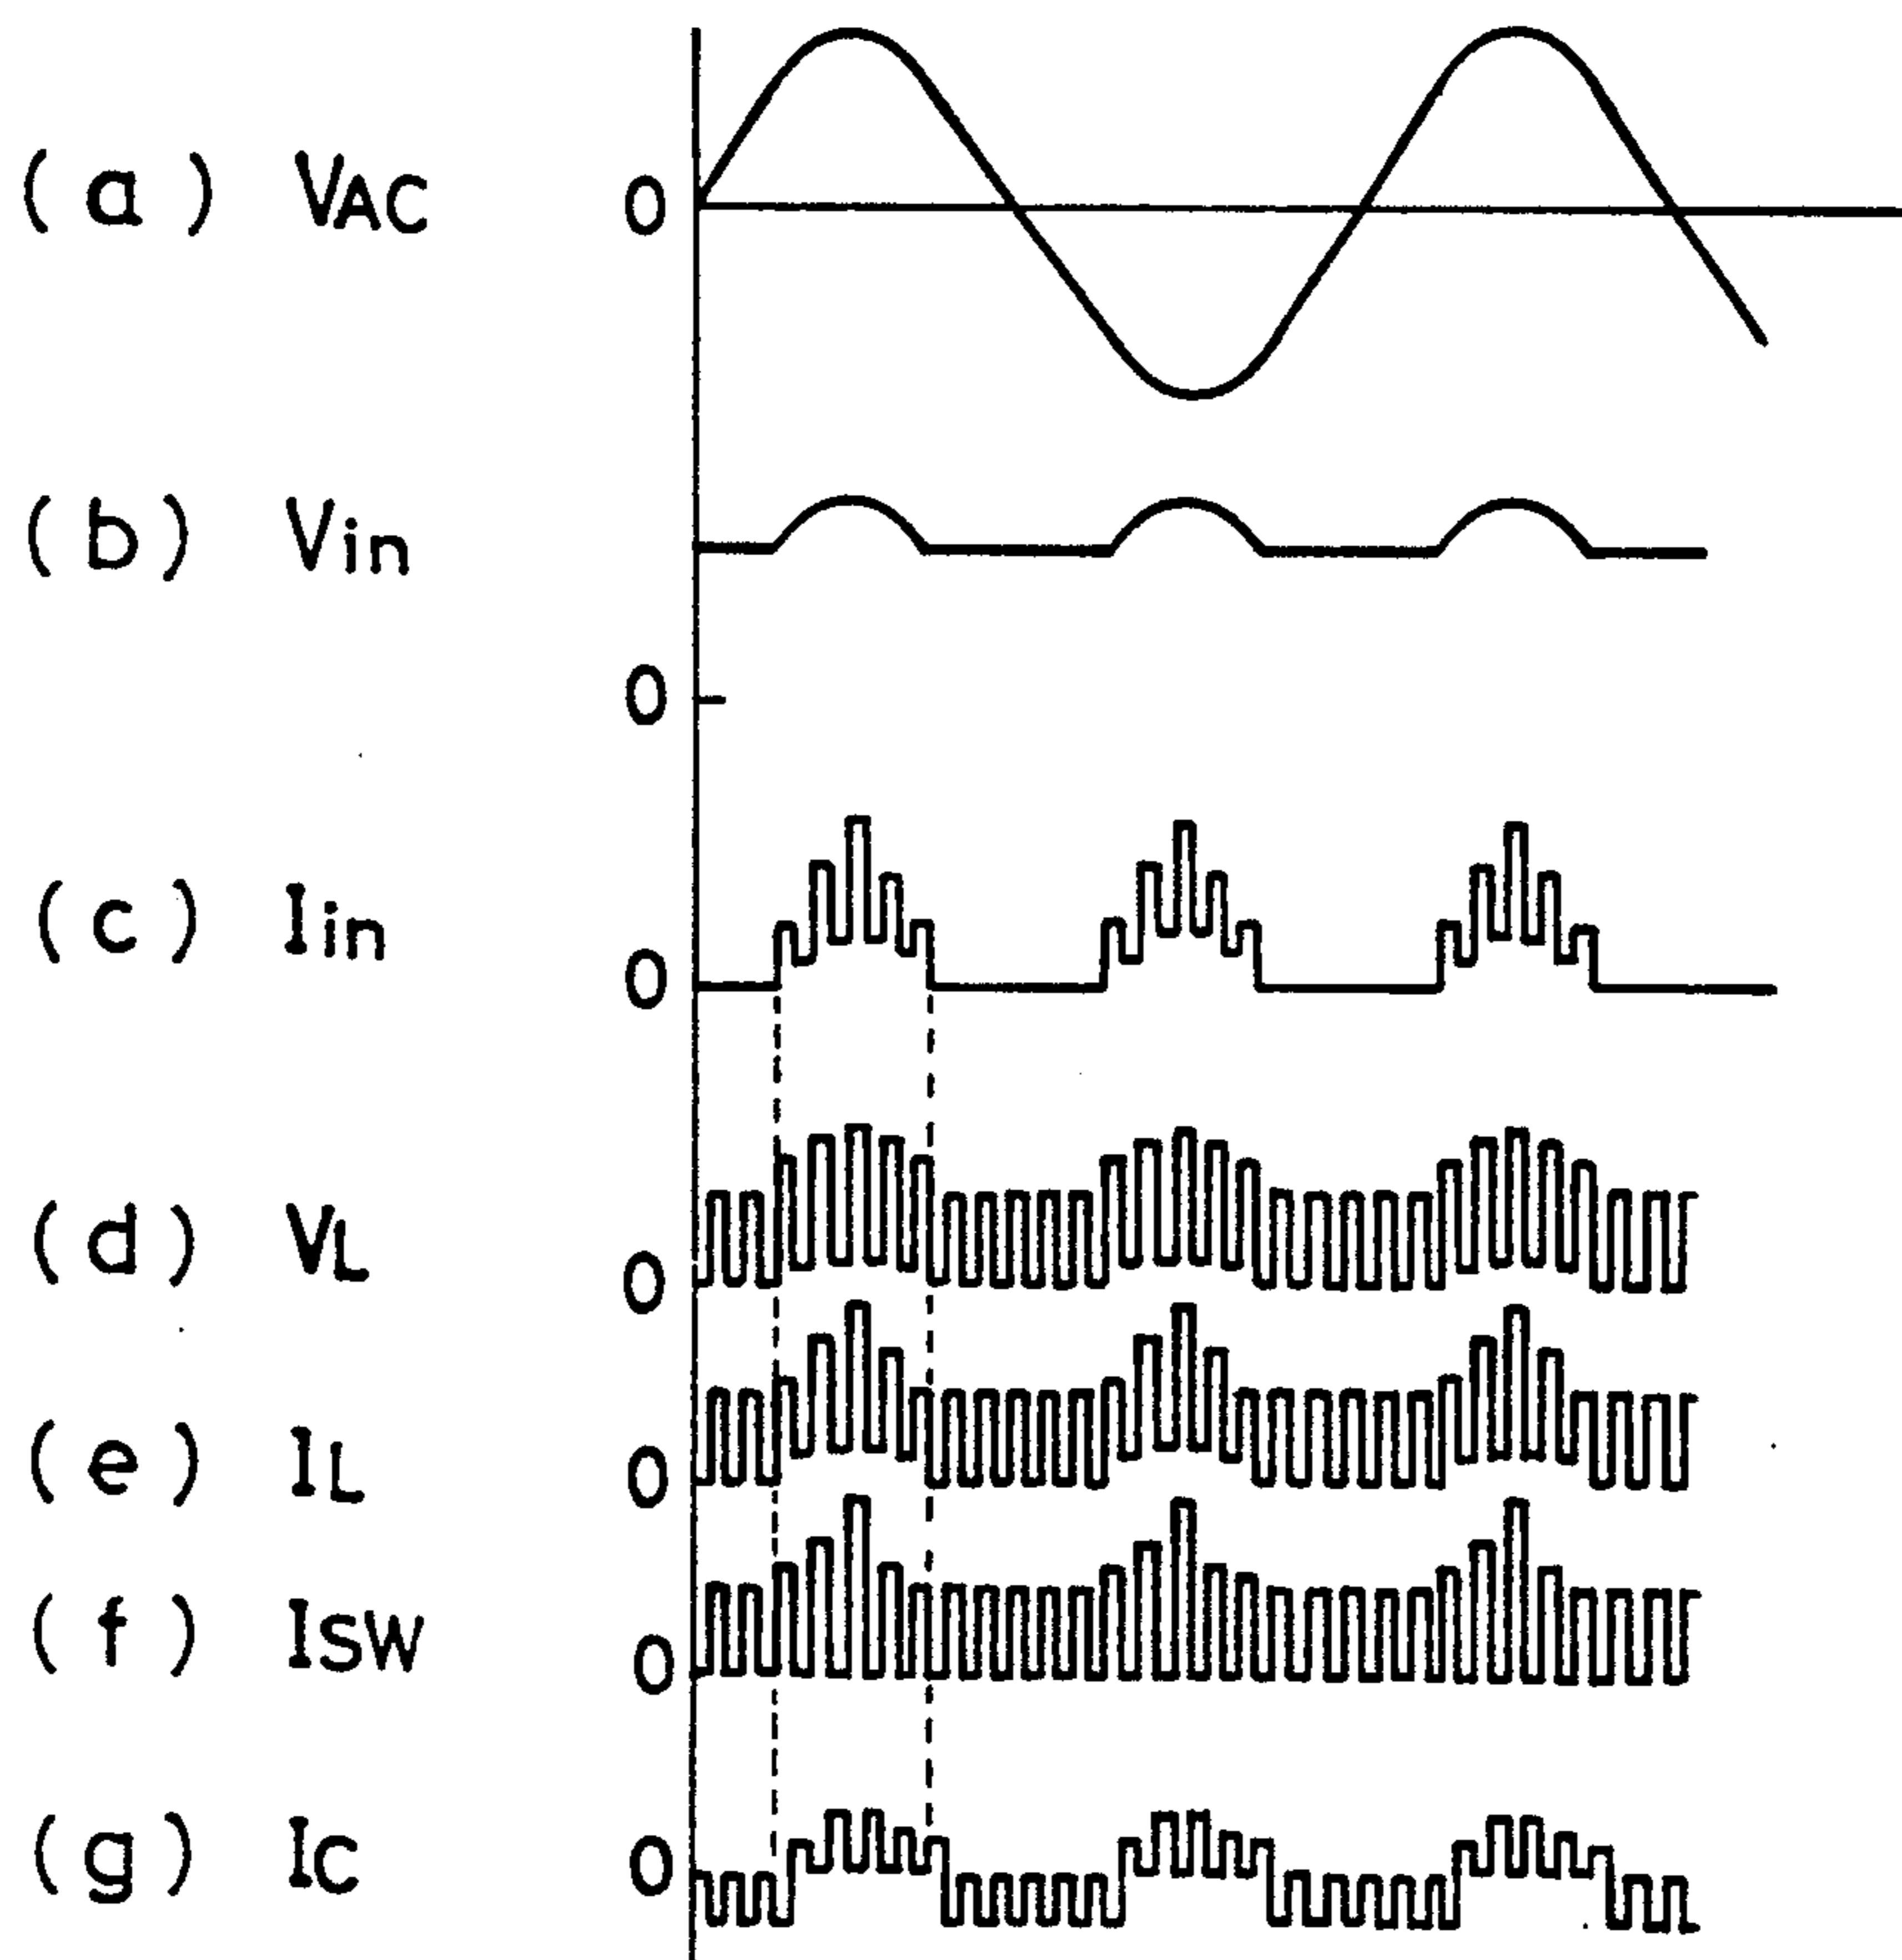 ( a ) VAC 0
( b ) Vin
0
( c ) Iin 0
( d ) VL 0
( e ) IL 0
( f ) ISW 0
( g ) IC 0